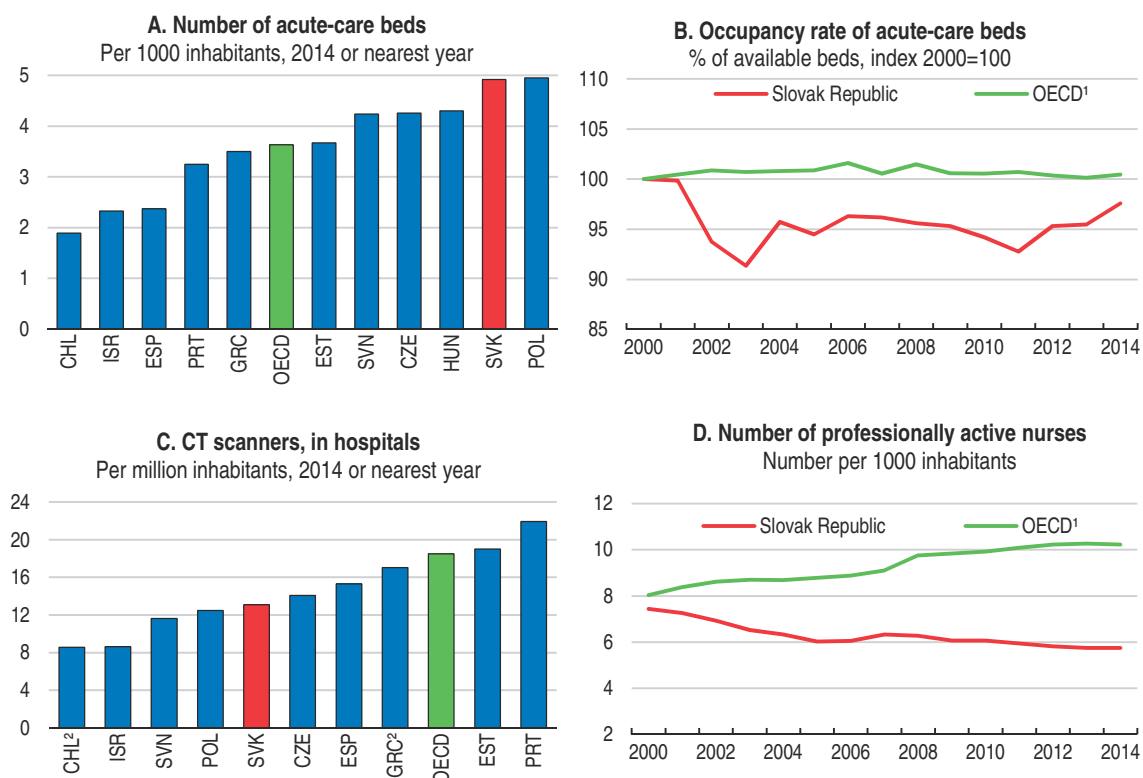 A. Number of acute-care beds
Per 1000 inhabitants, 2014 or nearest year
5
4
3
2
1
0
CHL ISR ESP PRT GRC OECD EST SVN CZE HUN SVK POL
B. Occupancy rate of acute-care beds
% of available beds, index 2000=100
110
Slovak Republic OECD¹
105
100
95
90
85
2000 2002 2004 2006 2008 2010 2012 2014
C. CT scanners, in hospitals
Per million inhabitants, 2014 or nearest year
24
20
16
12
8
4
0
CHL² ISR SVN POL SVK CZE ESP GRC² OECD EST PRT
D. Number of professionally active nurses
Number per 1000 inhabitants
12
Slovak Republic OECD¹
10
8
6
4
2
2000 2002 2004 2006 2008 2010 2012 2014